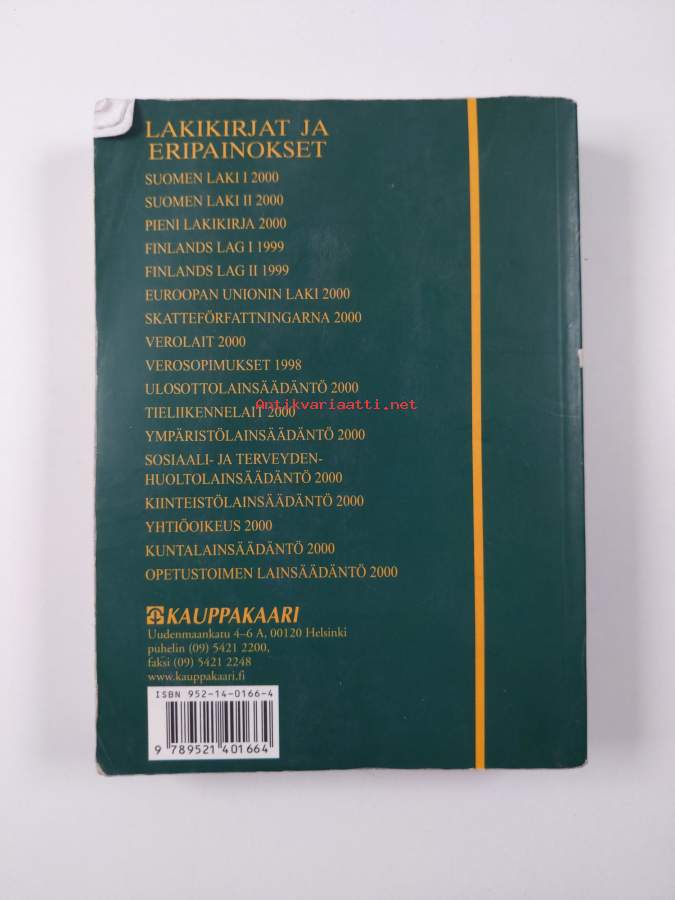 LAKIKIRJAT JA
ERIPAINOKSET
SUOMEN LAKI I 2000
SUOMEN LAKI II 2000
PIENI LAKIKIRJA 2000
FINLANDS LAG I 1999
FINLANDS LAG II 1999
EUROOPAN UNIONIN LAKI 2000
SKATTEFÖRFATTNINGARNA 2000
VEROLAIT 2000
VEROSOPIMUKSET 1998
ULOSOTTOLAINSÄÄDÄNTÖ 2000
Antikvariaatti.net
TIELIIKENNELAIT 2000
YMPÄRISTÖLAINSÄÄDÄNTÖ 2000
SOSIAALI- JA TERVEYDEN-
HUOLTOLAINSÄÄDÄNTÖ 2000
KIINTEISTÖLAINSÄÄDÄNTÖ 2000
YHTIÖOIKEUS 2000
KUNTALAINSÄÄDÄNTÖ 2000
OPETUSTOIMEN LAINSÄÄDÄNTÖ 2000
KAUPPAKAARI
Uudenmaankatu 4–6 A, 00120 Helsinki
puhelin (09) 5421 2200,
faksi (09) 5421 2248
www.kauppakaari.fi
ISBN 952-14-0166-4
9 789521 401664